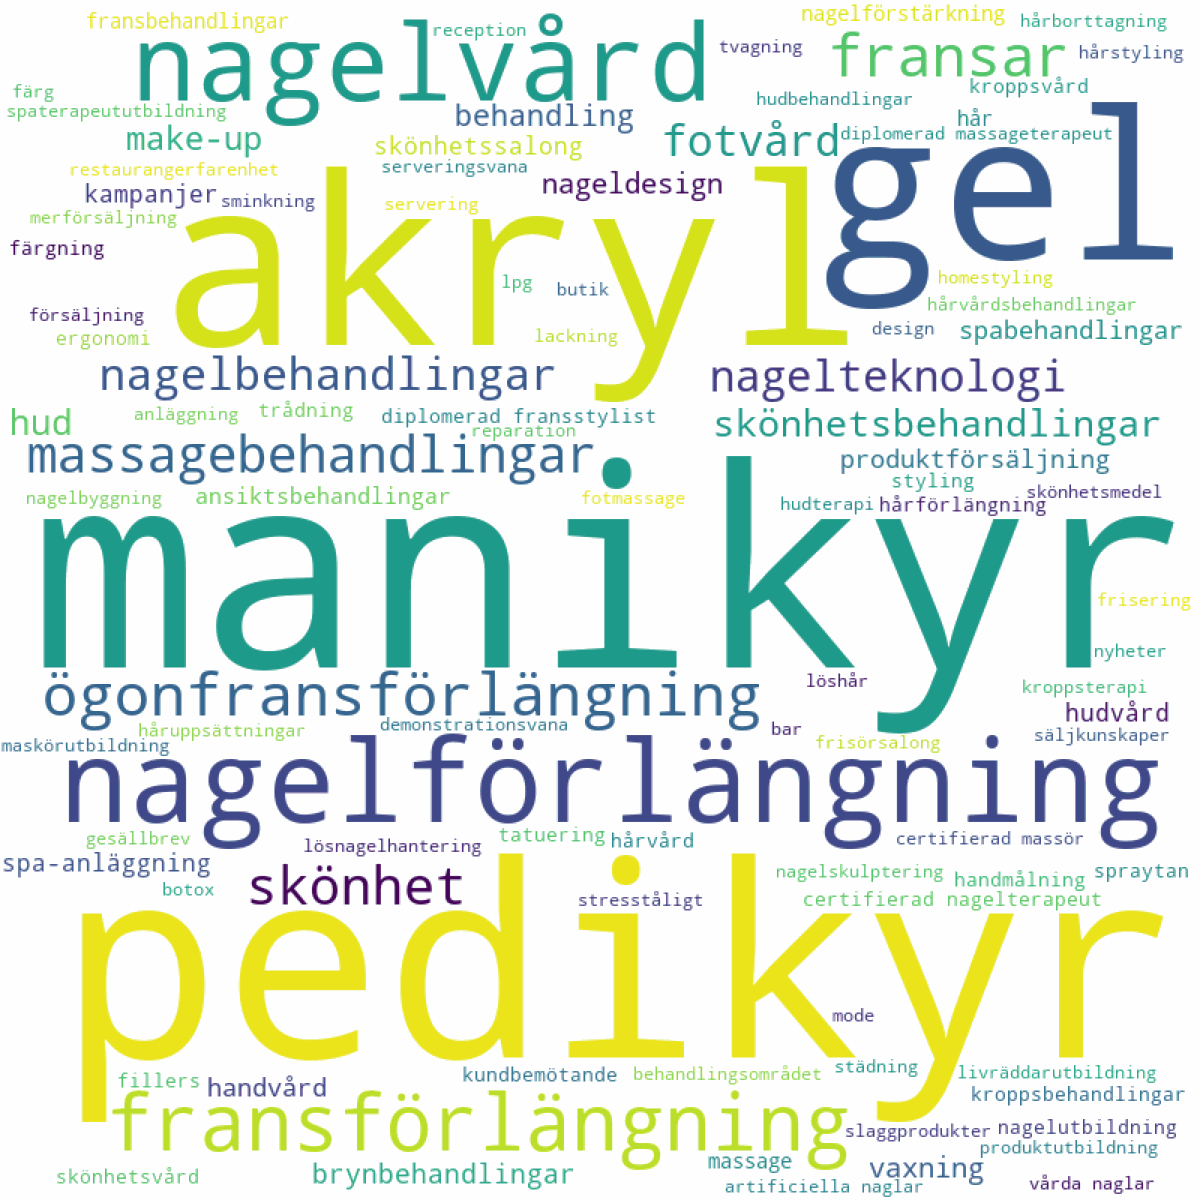 fransbehandlingar
nagelvård
reception
nagelförstärkning
hårborttagning
tvagning
fransar
hårstyling
färg
spaterapeututbildning
behandling
hudbehandlingar
kroppsvård
hår
make-up
skönhetssalong
fotvård
diplomerad massageterapeut
gel
restaurangerfarenhet
serveringsvana
kampanjer
sminkning
nageldesign
akryl
servering
merförsäljning
färgning
lpg
butik
homestyling
försäljning
hårvårdsbehandlingar
ergonomi
lackning
design
spabehandlingar
nagelbehandlingar
nagelteknologi
hud
anläggning
trådning
diplomerad fransstylist
reparation
skönhetsbehandlingar
massagebehandlingar
produktförsäljning
styling
nagelbyggning
ansiktsbehandlingar
fotmassage
hudterapi
hårförlängning
skönhetsmedel
manikyr
frisering
nyheter
ögonfransförlängning
löshår
kroppsterapi
håruppsättningar
demonstrationsvana
bar
hudvård
maskörutbildning
frisörsalong
säljkunskaper
nagelförlängning
gesällbrev
lösnagelhantering
tatuering
hårvård
certifierad massör
spa-anläggning
botox
skönhet
stresståligt
nagelskulptering
handmålning
spraytan
certifierad nagelterapeut
pedikyr
mode
fillers
handvård
kundbemötande
behandlingsområdet
städning
livräddarutbildning
kroppsbehandlingar
fransförlängning
slaggprodukter
nagelutbildning
produktutbildning
skönhetsvård
brynbehandlingar
massage
vaxning
artificiella naglar
vårda naglar